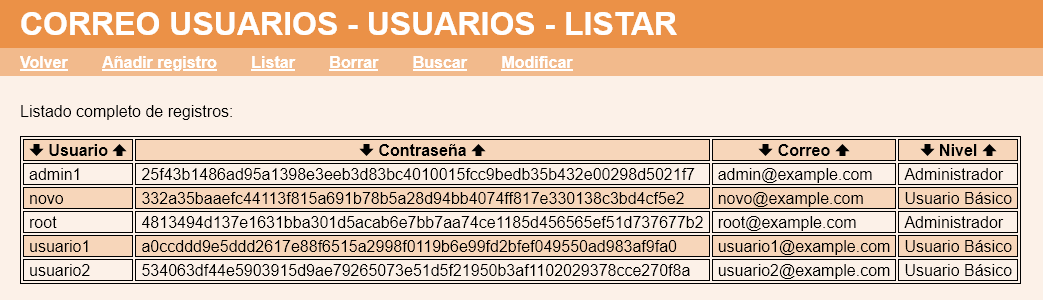 CORREO USUARIOS - USUARIOS - LISTAR
Volver Añadir registro Listar Borrar Buscar Modificar
Listado completo de registros:
🡇 Usuario 🡅 🡇 Contraseña 🡅 🡇 Correo 🡅 🡇 Nivel 🡅
admin1 25f43b1486ad95a1398e3eeb3d83bc4010015fcc9bedb35b432e00298d5021f7 admin@example.com Administrador
novo 332a35baaefc44113f815a691b78b5a28d94bb4074ff817e330138c3bd4cf5e2 novo@example.com Usuario Básico
root 4813494d137e1631bba301d5acab6e7bb7aa74ce1185d456565ef51d737677b2 root@example.com Administrador
usuario1 a0ccddd9e5ddd2617e88f6515a2998f0119b6e99fd2bfef049550ad983af9fa0 usuario1@example.com Usuario Básico
usuario2 534063df44e5903915d9ae79265073e51d5f21950b3af1102029378cce270f8a usuario2@example.com Usuario Básico